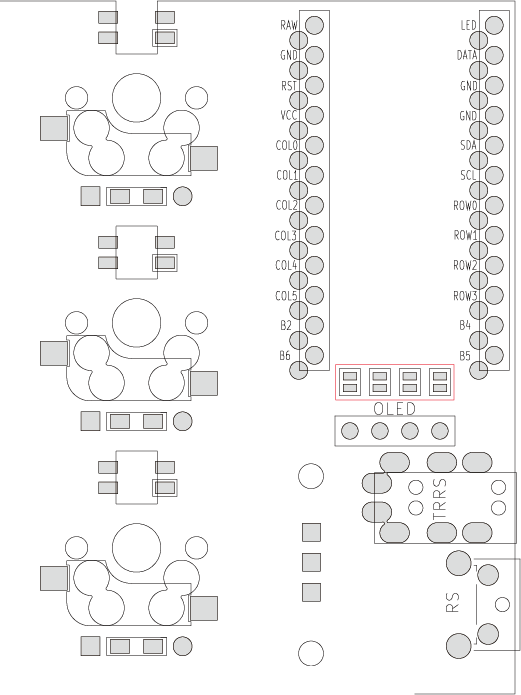 RAW LED
GND DATA
RST GND
VCC GND
COL0 SDA
COL1 SCL
COL2 ROW0
COL3 ROW1
COL4 ROW2
COL5 ROW3
B2 B4
B6 B5
OLED
TRRS
RS